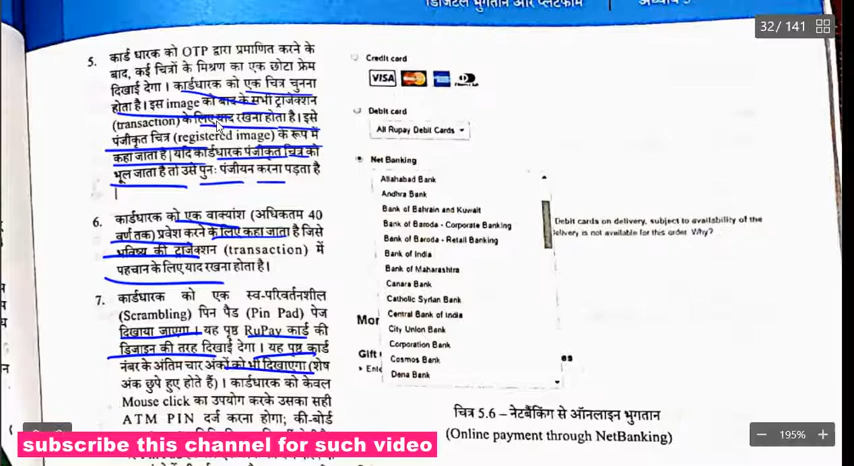 डिजिटल भुगतान और प्लेटफॉर्म
32 / 141
5. कार्ड धारक को OTP द्वारा प्रमाणित करने के
बाद, कई चित्रों के मिश्रण का एक छोटा फ्रेम
दिखाई देगा । कार्डधारक को एक चित्र चुनना
होता है। इस image को बाद के सभी ट्रांजेक्शन
(transaction) के लिए याद रखना होता है। इसे
पंजीकृत चित्र (registered image) के रूप में
कहा जाता है| यदि कार्डधारक पंजीकृत चित्र को
भूल जाता है तो उसे पुनः पंजीयन करना पड़ता है
|
6. कार्डधारक को एक वाक्यांश (अधिकतम 40
वर्ण तक) प्रवेश करने के लिए कहा जाता है जिसे
भविष्य की ट्रांजेक्शन (transaction) में
पहचान के लिए याद रखना होता है।
7. कार्डधारक को एक स्व-परिवर्तनशील
(Scrambling) पिन पैड (Pin Pad) पेज
दिखाया जाएगा । यह पृष्ठ RuPay कार्ड की
डिजाइन की तरह दिखाई देगा । यह पृष्ठ कार्ड
नंबर के अंतिम चार अंकों को भी दिखाएगा (शेष
अंक छुपे हुए होते हैं) । कार्डधारक को केवल
Mouse click का उपयोग करके उसका सही
ATM PIN दर्ज करना होगा; की-बोर्ड
Credit card
VISA
Debit card
All Rupay Debit Cards
Net Banking
Allahabad Bank
Andhra Bank
Bank of Bahrain and Kuwait
Bank of Baroda - Corporate Banking
Bank of Baroda - Retail Banking
Bank of India
Bank of Maharashtra
Canara Bank
Catholic Syrian Bank
Central Bank of India
City Union Bank
Corporation Bank
Cosmos Bank
Dena Bank
Debit cards on delivery, subject to availability of the
elivery is not available for this order Why?
Mor
Gift
Ente
चित्र 5.6 – नेटबैंकिंग से ऑनलाइन भुगतान
(Online payment through NetBanking)
195%
subscribe this channel for such video